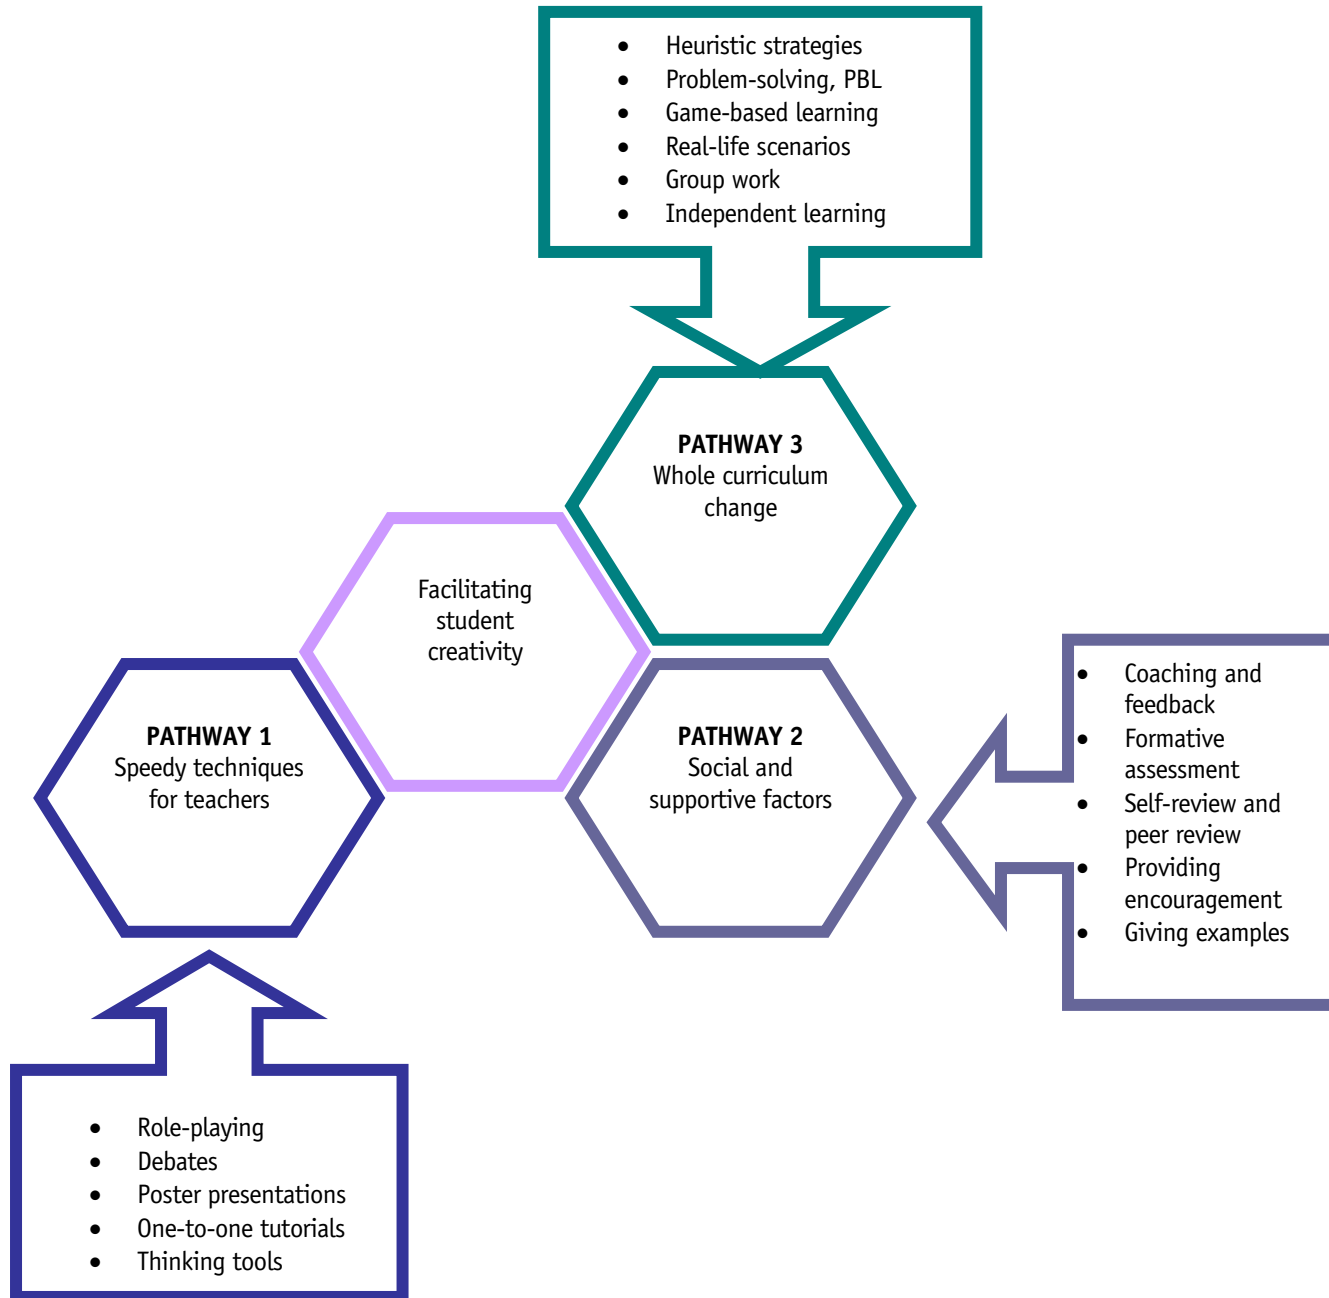 • Heuristic strategies
• Problem-solving, PBL
• Game-based learning
• Real-life scenarios
• Group work
• Independent learning
PATHWAY 3
Whole curriculum
change
Facilitating
student
creativity
PATHWAY 1
Speedy techniques
for teachers
PATHWAY 2
Social and
supportive factors
• Coaching and
feedback
• Formative
assessment
• Self-review and
peer review
• Providing
encouragement
• Giving examples
• Role-playing
• Debates
• Poster presentations
• One-to-one tutorials
• Thinking tools